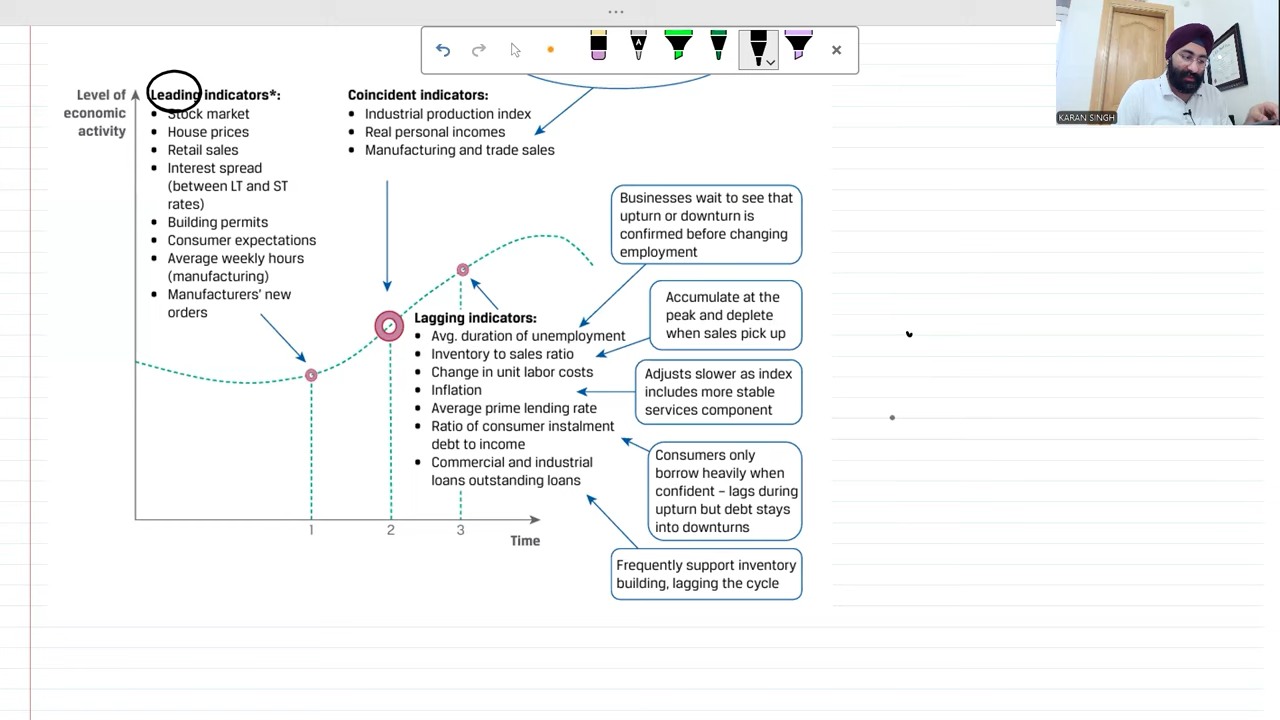 KARAN SINGH
Level of
economic
activity
Leading indicators*:
• Stock market
• House prices
• Retail sales
• Interest spread
(between LT and ST
rates)
• Building permits
• Consumer expectations
• Average weekly hours
(manufacturing)
• Manufacturers' new
orders
Coincident indicators:
• Industrial production index
• Real personal incomes
• Manufacturing and trade sales
Lagging indicators:
• Avg. duration of unemployment
• Inventory to sales ratio
• Change in unit labor costs
• Inflation
• Average prime lending rate
• Ratio of consumer instalment
debt to income
• Commercial and industrial
loans outstanding loans
Businesses wait to see that
upturn or downturn is
confirmed before changing
employment
Accumulate at the
peak and deplete
when sales pick up
Adjusts slower as index
includes more stable
services component
Consumers only
borrow heavily when
confident – lags during
upturn but debt stays
into downturns
Frequently support inventory
building, lagging the cycle
1 2 3
Time